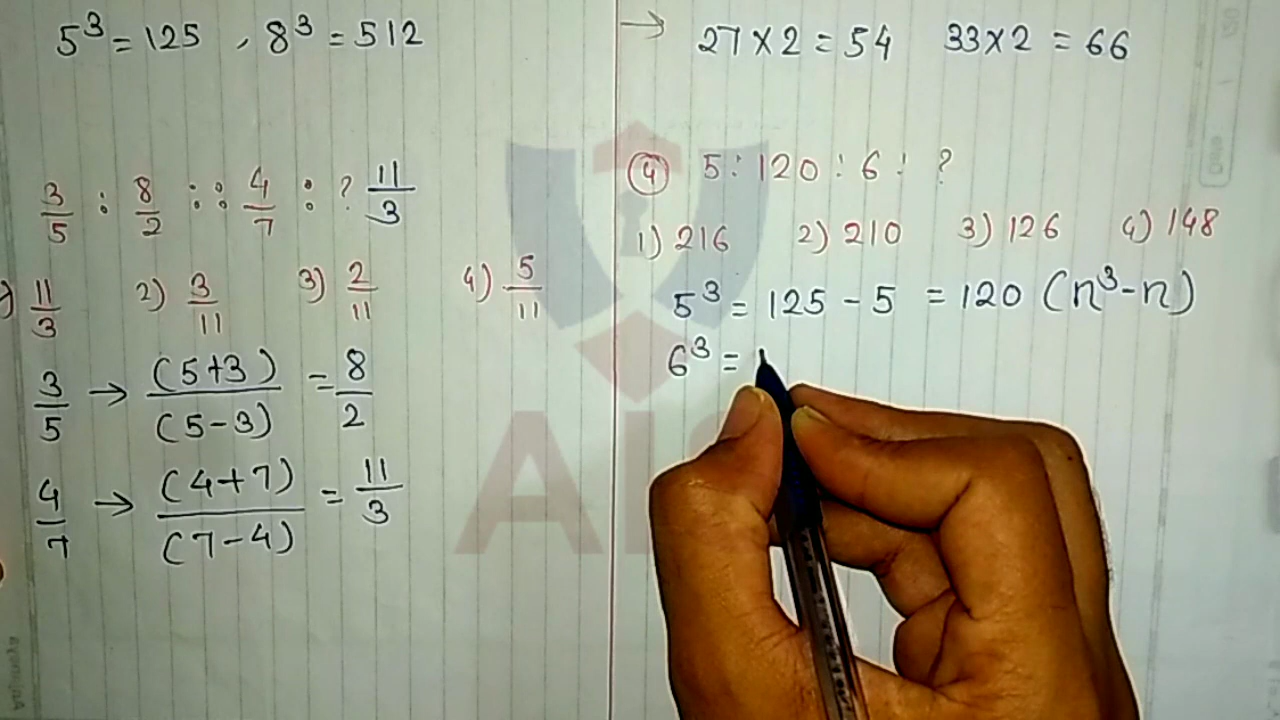 5³ = 125 , 8³ = 512
3/5 : 8/2 :: 4/7 : ? 11/3
) 11/3 2) 3/11 3) 2/11 4) 5/11
3/5 → (5+3)/(5-3) = 8/2
4/7 → (4+7)/(7-4) = 11/3
→ 27×2 = 54 33×2 = 66
④ 5 : 120 : 6 : ?
1) 216 2) 210 3) 126 4) 148
5³ = 125 - 5 = 120 (n³-n)
6³ =